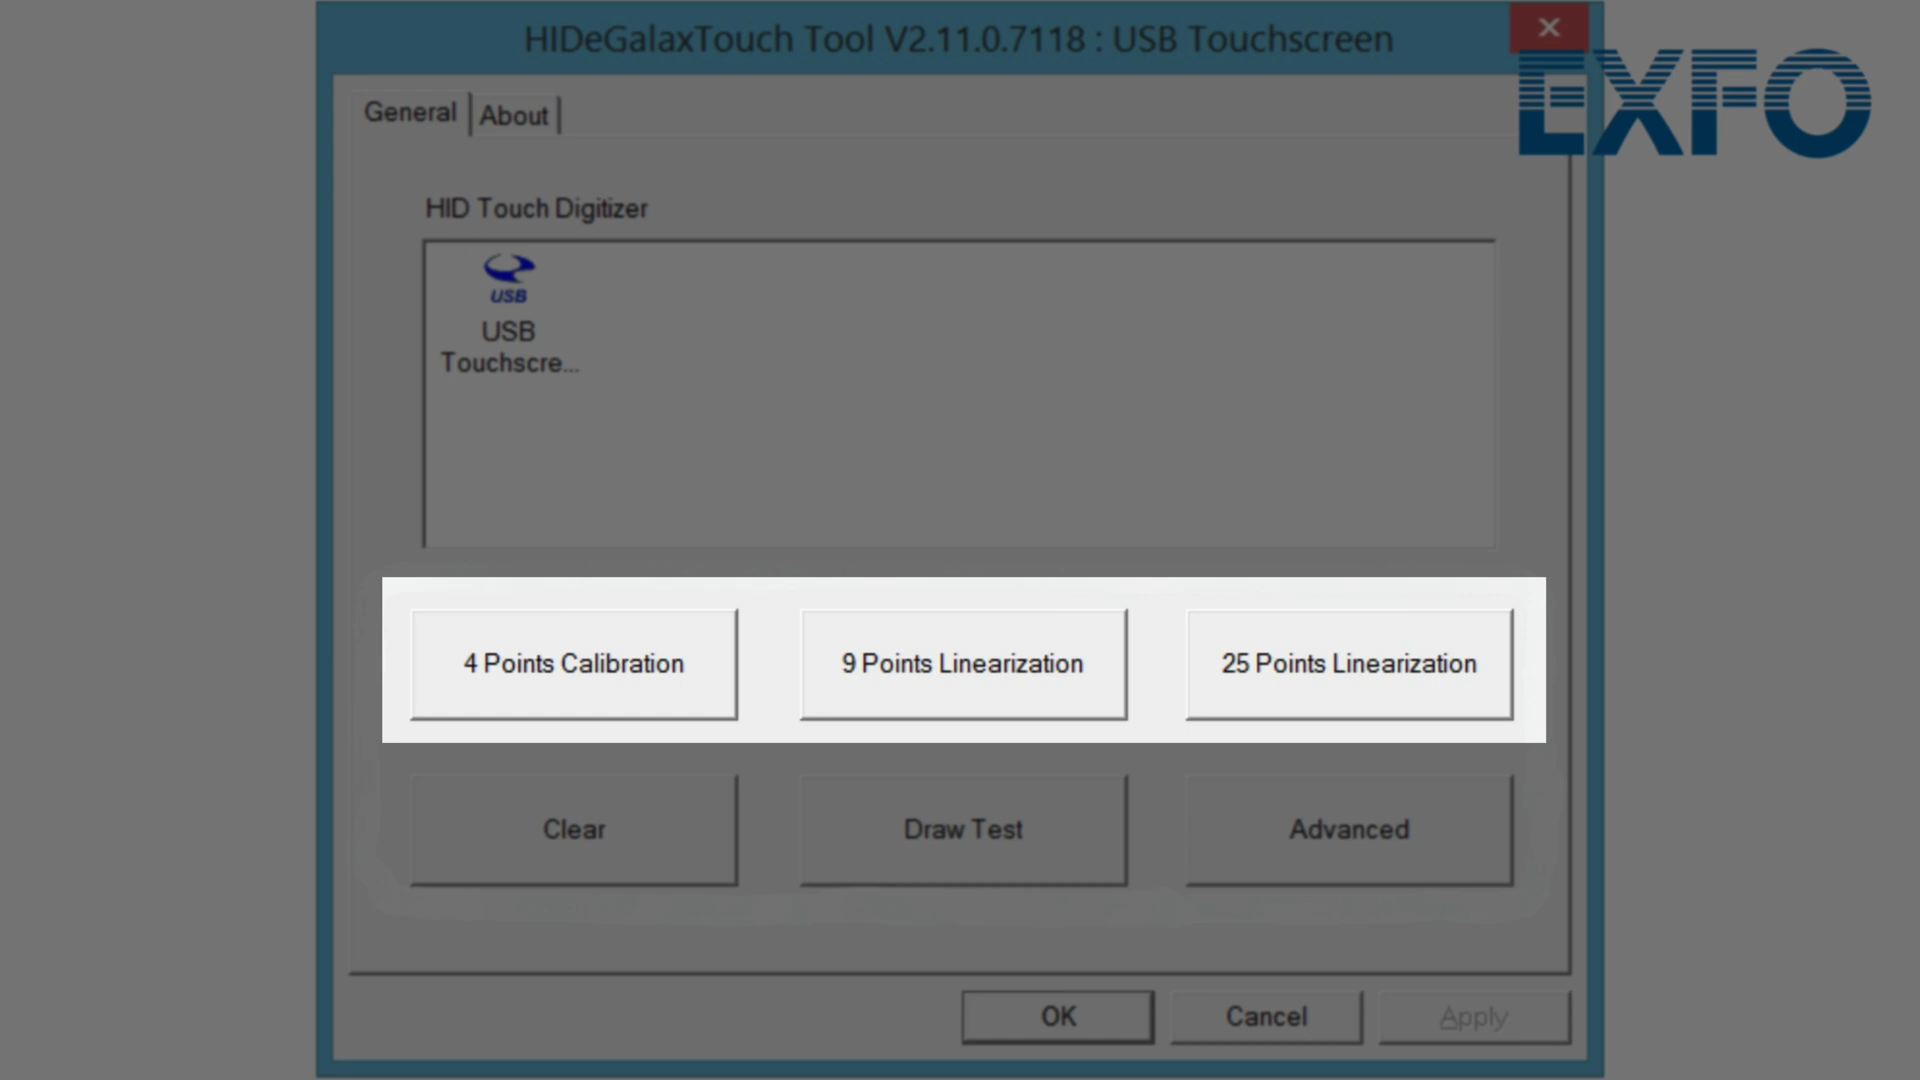 HIDeGalaxTouch Tool V2.11.0.7118 : USB Touchscreen
EXFO
General
About
HID Touch Digitizer
USB
USB
Touchscre...
4 Points Calibration
9 Points Linearization
25 Points Linearization
Clear
Draw Test
Advanced
OK
Cancel
Apply